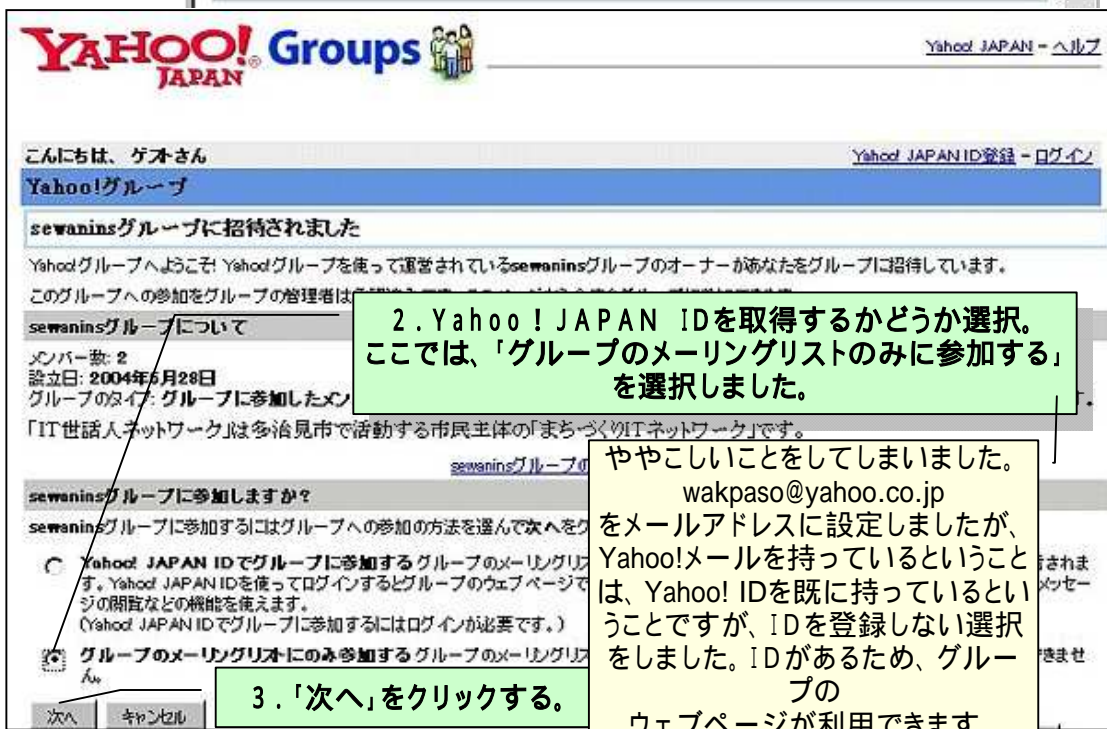 YAHOO! JAPAN Groups
Yahoo! JAPAN - ヘルプ
こんにちは、ゲストさん
Yahoo! JAPAN ID登録 - ログイン
Yahoo!グループ
sewaninsグループに招待されました
Yahoo!グループへようこそ! Yahoo!グループを使って運営されているsewaninsグループのオーナーがあなたをグループに招待しています。
このグループへの参加をグループの管理者は
sewaninsグループについて
メンバー数: 2
設立日: 2004年6月28日
グループのタイプ: グループに参加したメン
す。
「IT世話人ネットワーク」は多治見市で活動する市民主体の「まちづくりITネットワーク」です。
sewaninsグループの
2.Yahoo!JAPAN IDを取得するかどうか選択。
ここでは、「グループのメーリングリストのみに参加する」
を選択しました。
sewaninsグループに参加しますか?
sewaninsグループに参加するにはグループへの参加の方法を選んで次へをク
Yahoo! JAPAN IDでグループに参加する グループのメーリングリス
されま
す。Yahoo! JAPAN IDを使ってログインするとグループのウェブページで
メッセー
ジの閲覧などの機能を使えます。
(Yahoo! JAPAN IDでグループに参加するにはログインが必要です。)
グループのメーリングリストにのみ参加する グループのメーリングリス
きませ
ん。
次へ
キャンセル
3.「次へ」をクリックする。
ややこしいことをしてしまいました。
wakpaso@yahoo.co.jp
をメールアドレスに設定しましたが、
Yahoo!メールを持っているということ
は、Yahoo! IDを既に持っているとい
うことですが、IDを登録しない選択
をしました。IDがあるため、グルー
プの
ウェブページが利用できます